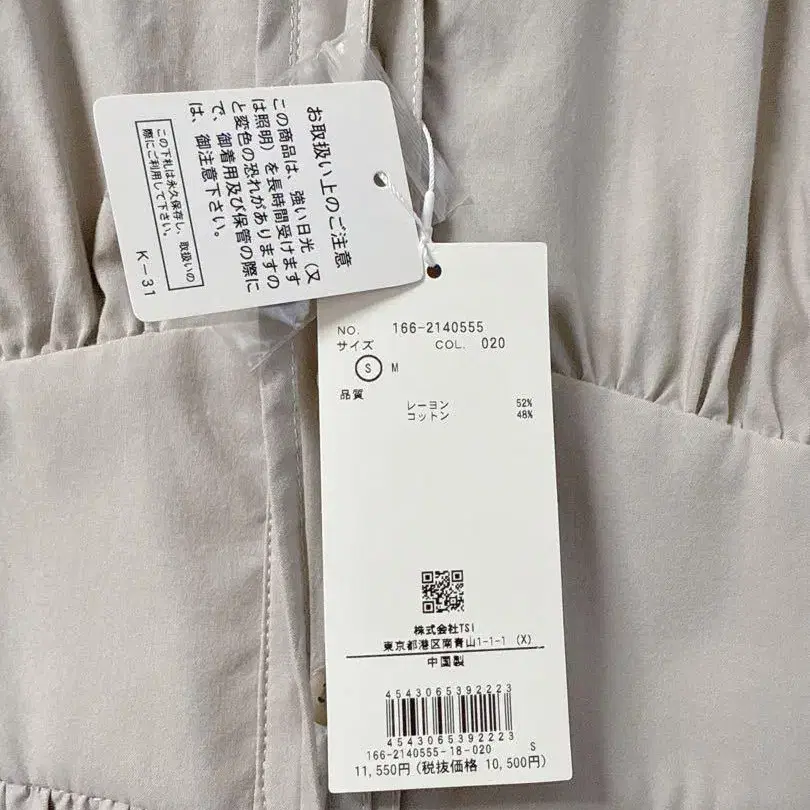 お取扱い上のご注意
この商品は、強い日光（又
は照明）を長時間受けます
と変色の恐れがありますの
で、御着用及び保管の際に
は、御注意下さい。
この下札は永久保存し、取扱いの
際にご利用して下さい。
K－31
NO. 166-2140555
サイズ COL. 020
S M
品質
レーヨン 52%
コットン 48%
株式会社TSI
東京都港区南青山1-1-1 (X)
中国製
4543065392223
4543065392223
166-2140555-18-020 S
11,550円(税抜価格 10,500円)